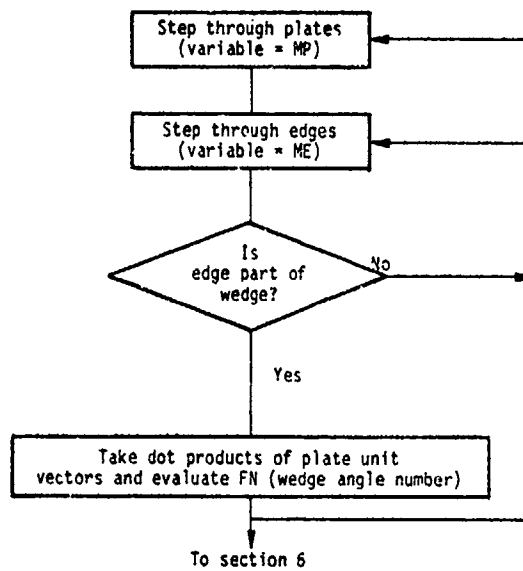 Step through plates
(variable = MP)
Step through edges
(variable = ME)
Is
edge part of
wedge?
No
Yes
Take dot products of plate unit
vectors and evaluate FN (wedge angle number)
To section 6